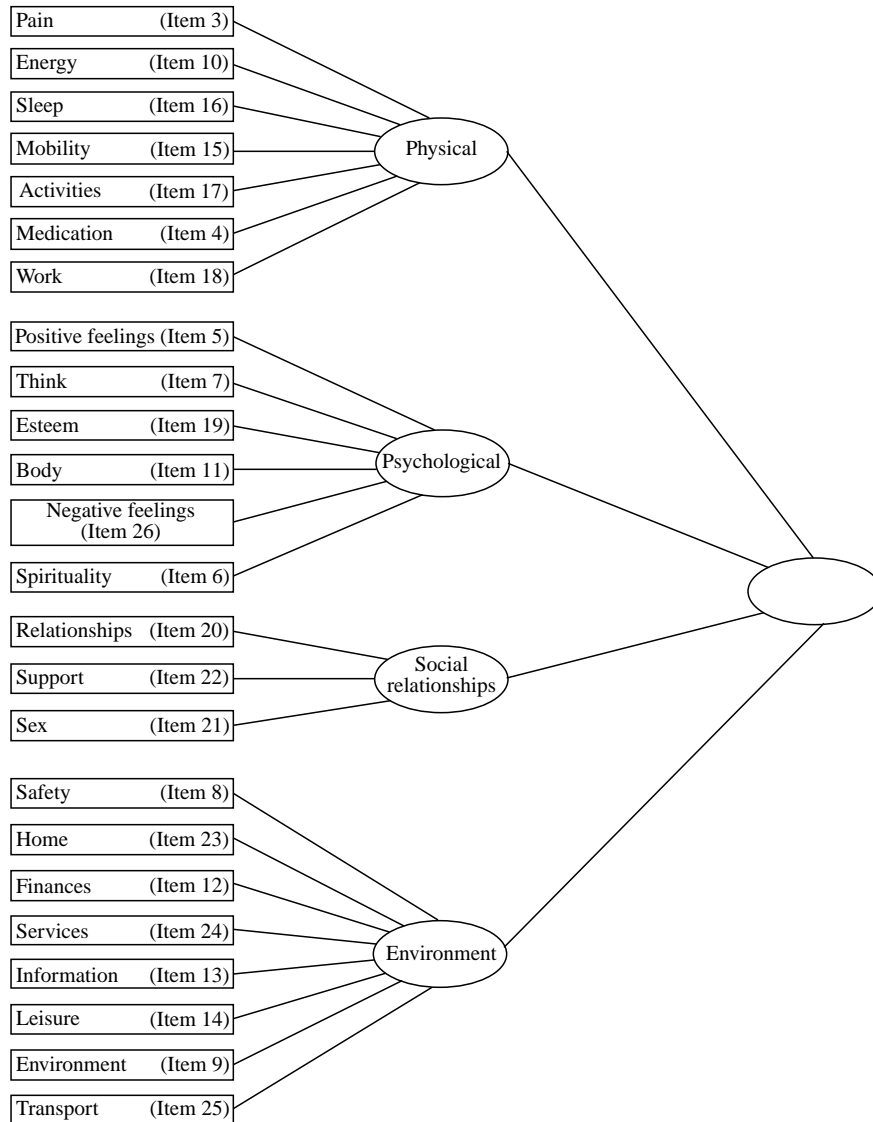 Pain (Item 3)
Energy (Item 10)
Sleep (Item 16)
Mobility (Item 15)
Activities (Item 17)
Medication (Item 4)
Work (Item 18)
Physical
Positive feelings (Item 5)
Think (Item 7)
Esteem (Item 19)
Body (Item 11)
Negative feelings
(Item 26)
Spirituality (Item 6)
Psychological
Relationships (Item 20)
Support (Item 22)
Sex (Item 21)
Social
relationships
Safety (Item 8)
Home (Item 23)
Finances (Item 12)
Services (Item 24)
Information (Item 13)
Leisure (Item 14)
Environment (Item 9)
Transport (Item 25)
Environment